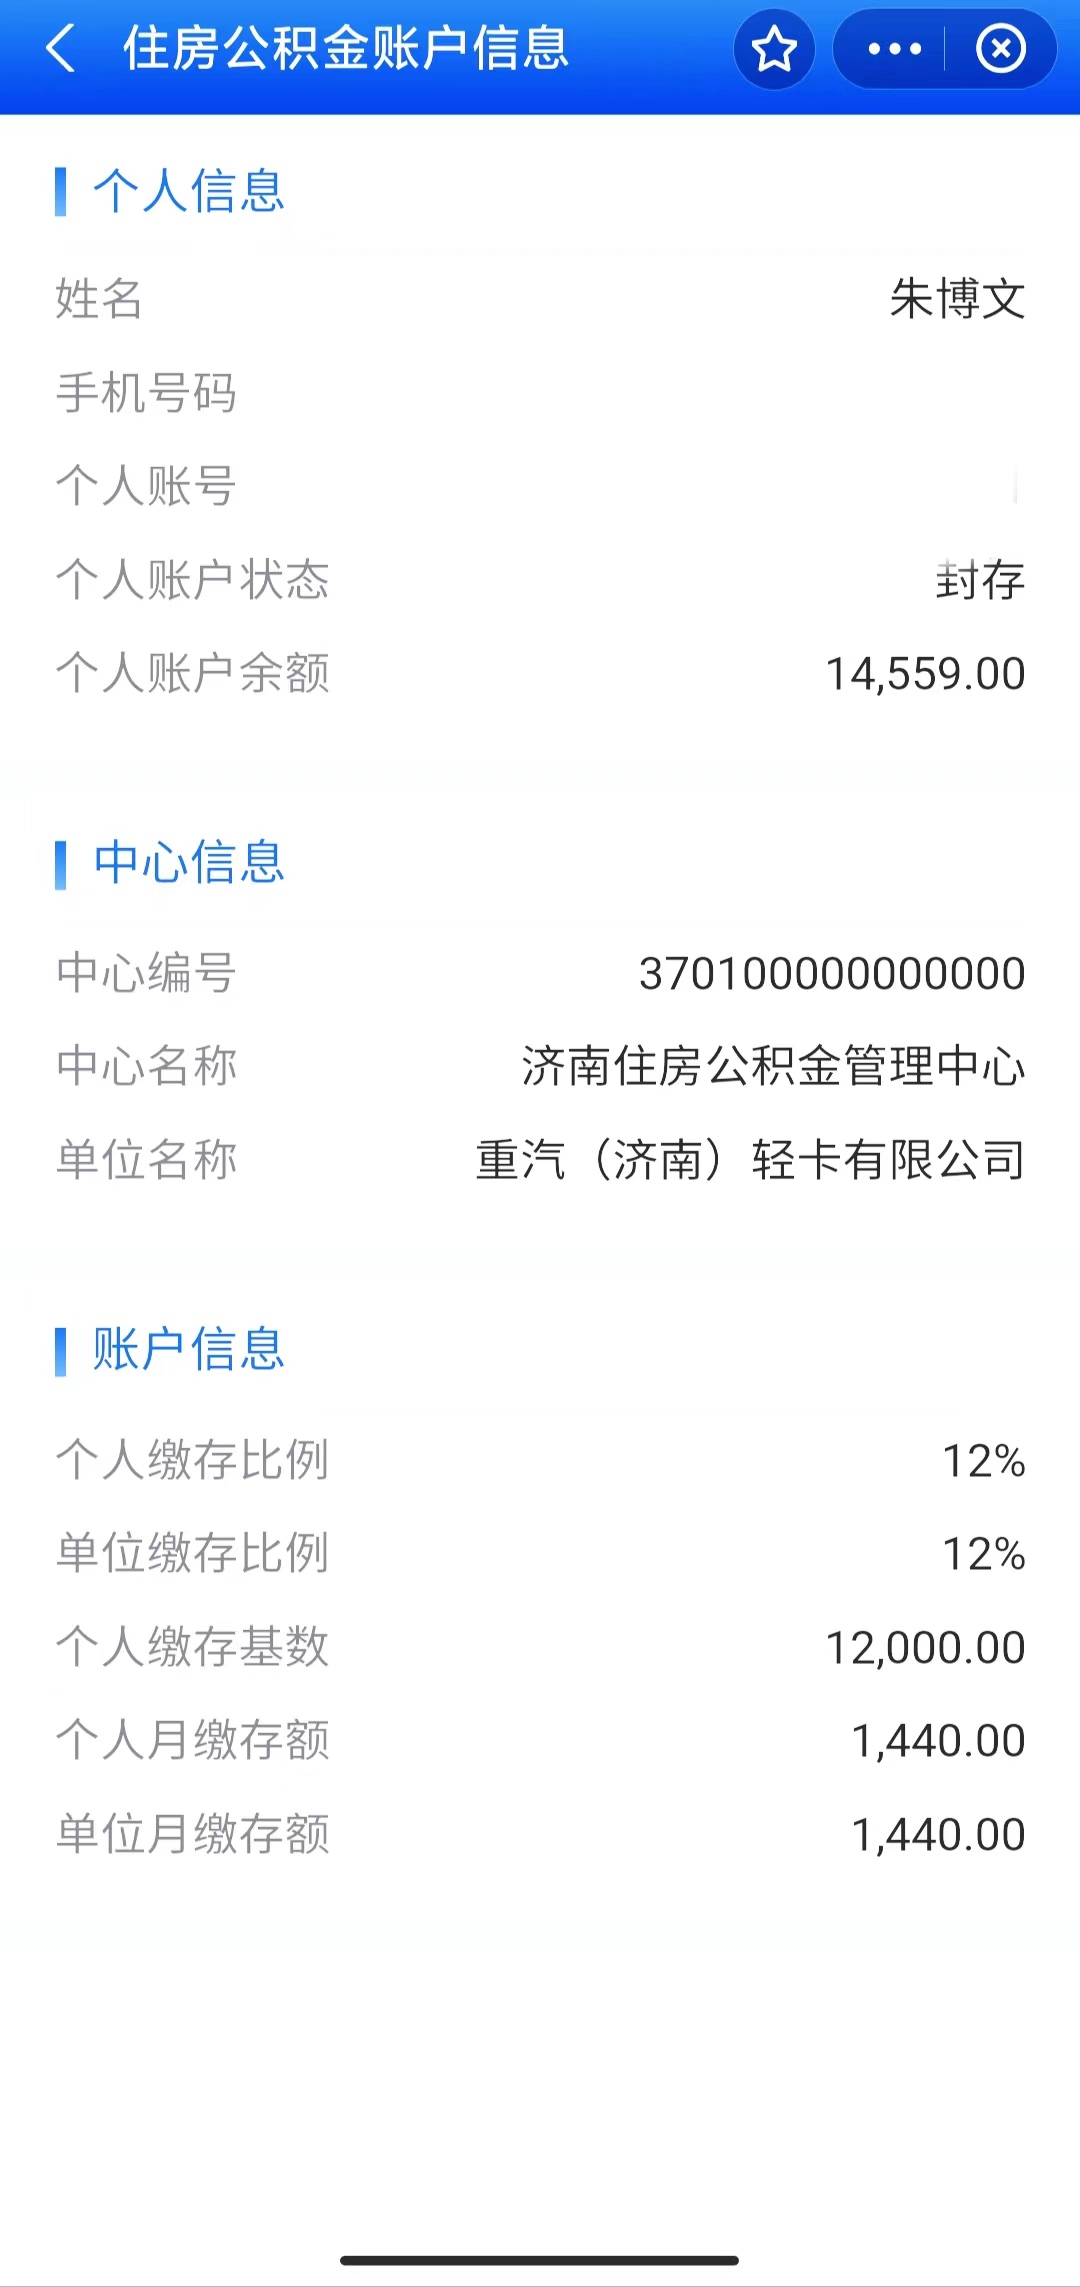 住房公积金账户信息
个人信息
姓名 朱博文
手机号码
个人账号
个人账户状态 封存
个人账户余额 14,559.00
中心信息
中心编号 370100000000000
中心名称 济南住房公积金管理中心
单位名称 重汽（济南）轻卡有限公司
账户信息
个人缴存比例 12%
单位缴存比例 12%
个人缴存基数 12,000.00
个人月缴存额 1,440.00
单位月缴存额 1,440.00